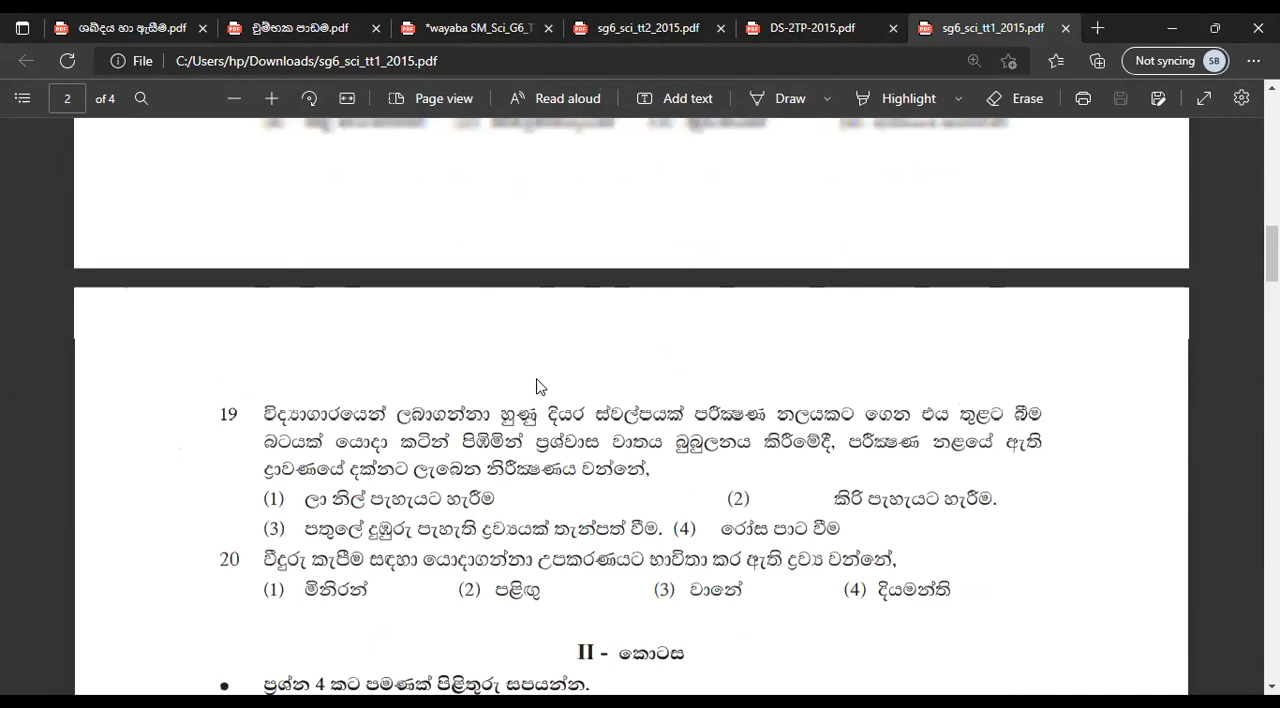 ශබ්දය හා ඇසීම.pdf
චුම්භක පාඩම.pdf
*wayaba SM_Sci_G6_T
sg6_sci_tt2_2015.pdf
DS-2TP-2015.pdf
sg6_sci_tt1_2015.pdf
File C:/Users/hp/Downloads/sg6_sci_tt1_2015.pdf Not syncing SB
2 of 4 Page view Read aloud Add text Draw Highlight Erase
19 විද්‍යාගාරයෙන් ලබාගන්නා හුණු දියර ස්වල්පයක් පරීක්‍ෂණ නලයකට ගෙන එය තුළට බීම
බටයක් යොදා කටින් පිඹිමින් ප්‍රශ්වාස වාතය බුබුලනය කිරීමේදී, පරීක්‍ෂණ නළයේ ඇති
ද්‍රාවණයේ දක්නට ලැබෙන නිරීක්‍ෂණය වන්නේ,
(1) ලා නිල් පැහැයට හැරීම (2) කිරි පැහැයට හැරීම.
(3) පතුලේ දුඹුරු පැහැති ද්‍රව්‍යයක් තැන්පත් වීම. (4) රෝස පාට වීම
20 වීදුරු කැපීම සඳහා යොදාගන්නා උපකරණයට භාවිතා කර ඇති ද්‍රව්‍ය වන්නේ,
(1) මිනිරන් (2) පළිඟු (3) වානේ (4) දියමන්ති
II - කොටස
● ප්‍රශ්න 4 කට පමණක් පිළිතුරු සපයන්න.